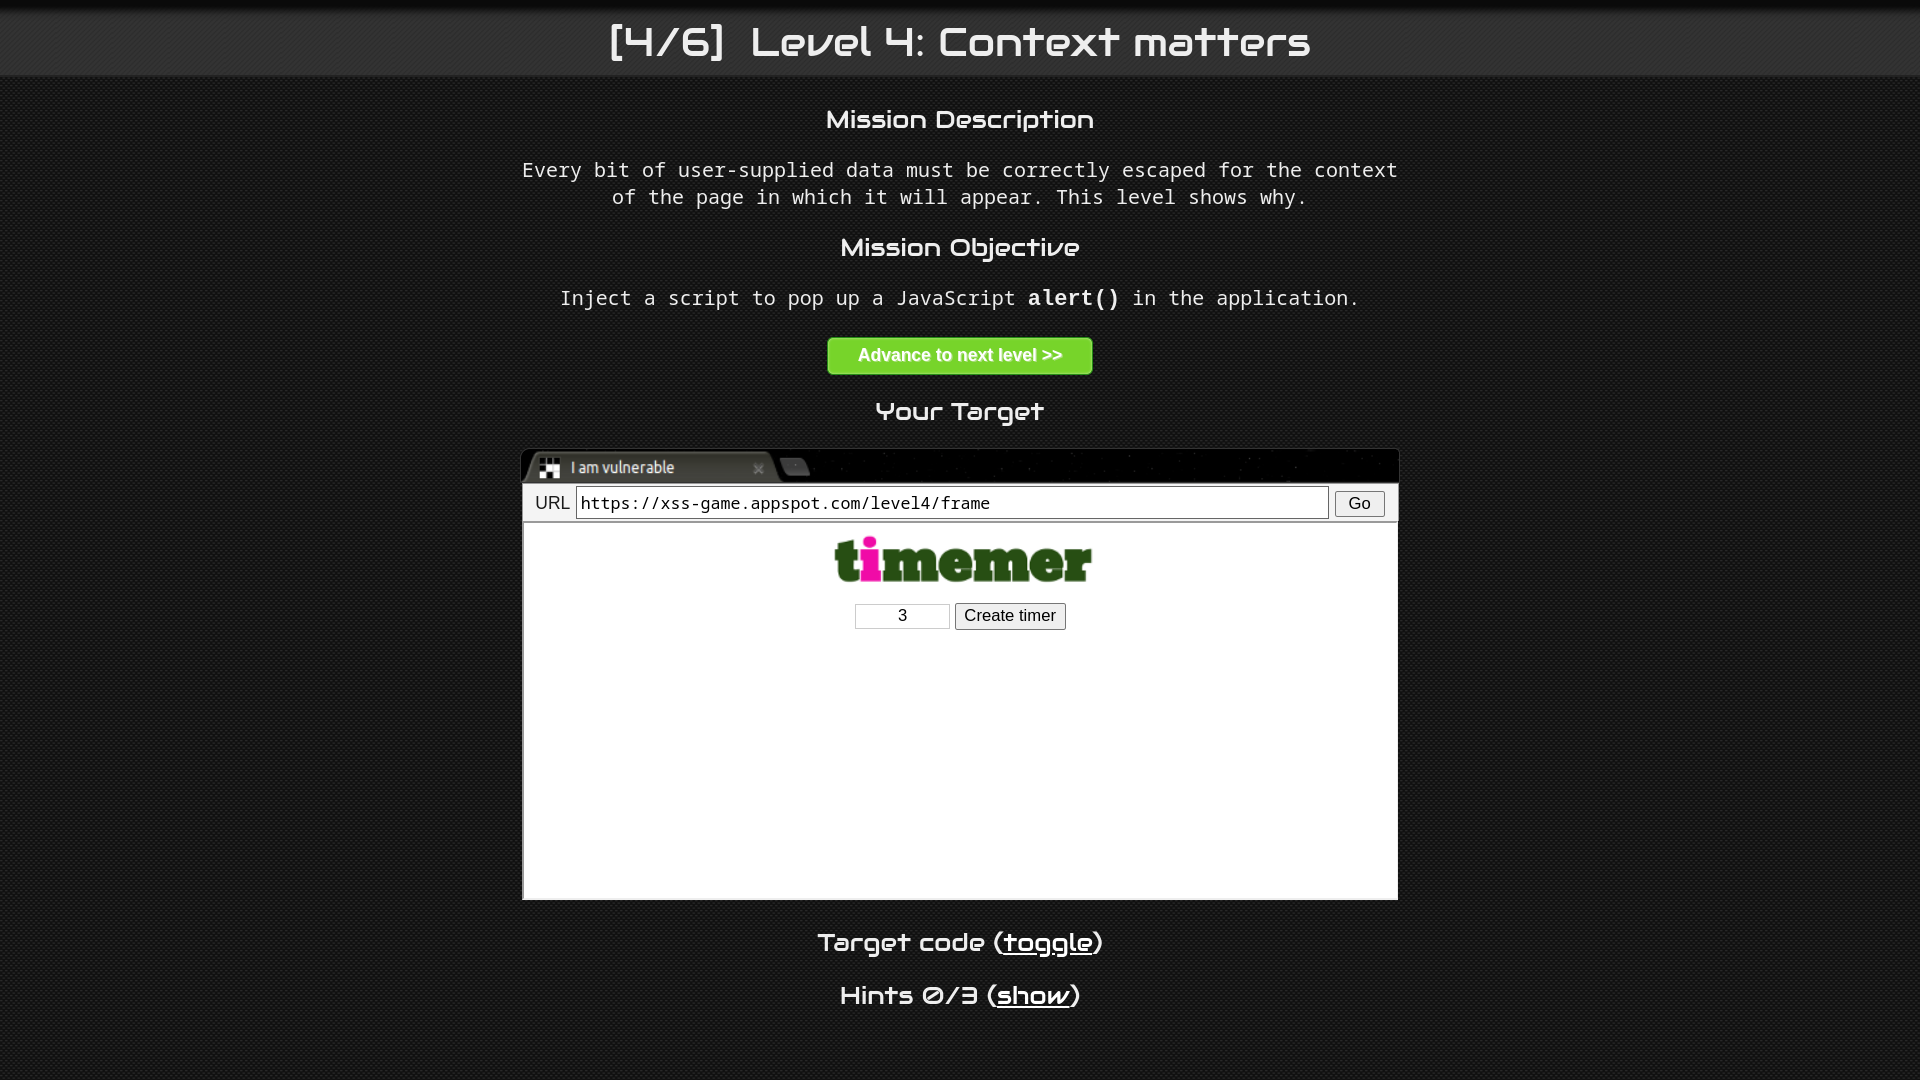 [4/6] Level 4: Context matters
Mission Description
Every bit of user-supplied data must be correctly escaped for the context
of the page in which it will appear. This level shows why.
Mission Objective
Inject a script to pop up a JavaScript alert() in the application.
Advance to next level >>
Your Target
I am vulnerable
URL https://xss-game.appspot.com/level4/frame Go
timemer
3 Create timer
Target code (toggle)
Hints 0/3 (show)